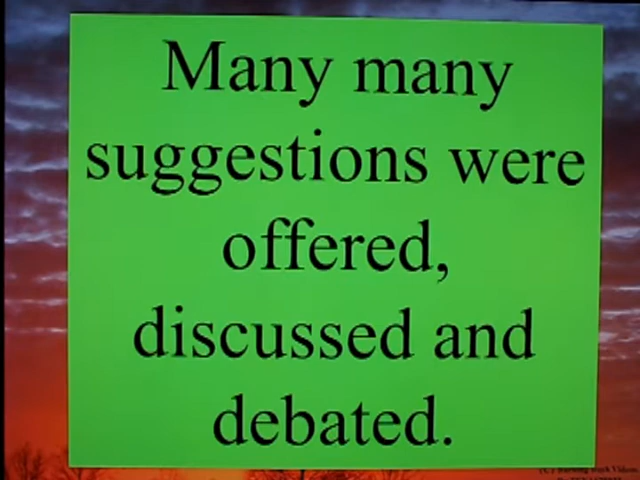 Many many
suggestions were
offered,
discussed and
debated.